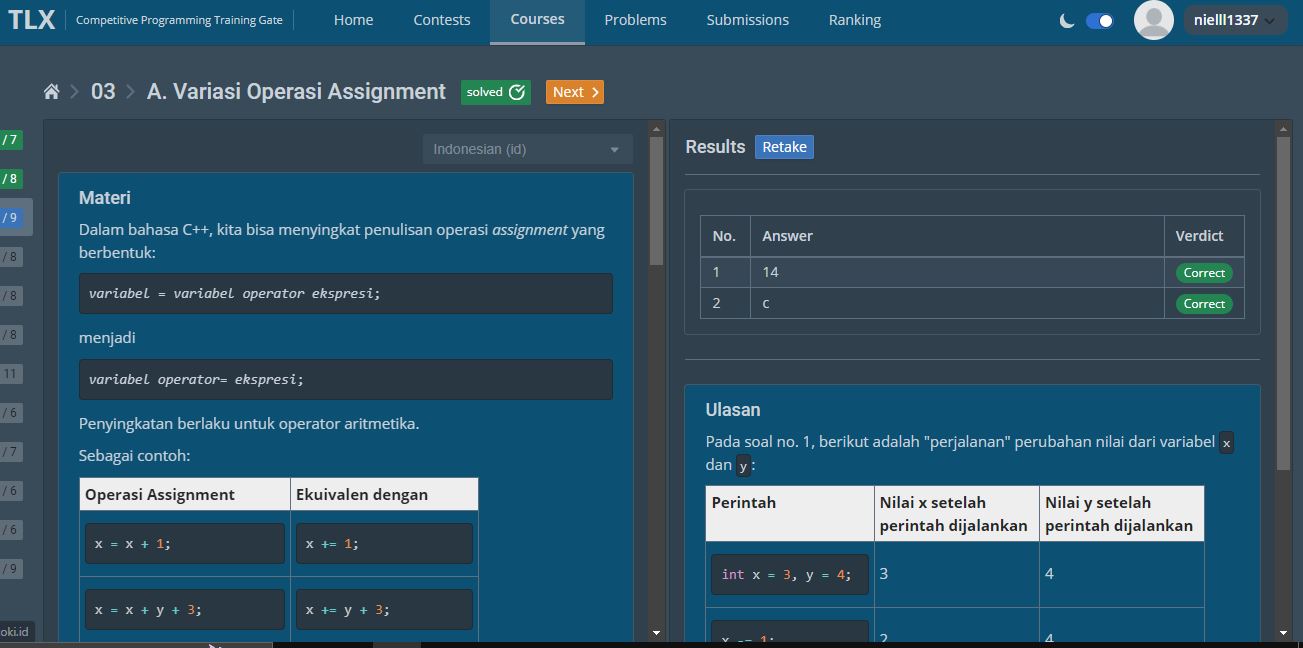 TLX Competitive Programming Training Gate Home Contests Courses Problems Submissions Ranking nielll1337
03 A. Variasi Operasi Assignment solved Next
/ 7
/ 8
/ 9
/ 8
/ 8
/ 8
11
/ 6
/ 7
/ 6
/ 6
/ 9
oki.id
Indonesian (id)
Materi
Dalam bahasa C++, kita bisa menyingkat penulisan operasi assignment yang
berbentuk:
variabel = variabel operator ekspresi;
menjadi
variabel operator= ekspresi;
Penyingkatan berlaku untuk operator aritmetika.
Sebagai contoh:
Operasi Assignment Ekuivalen dengan
x = x + 1; x += 1;
x = x + y + 3; x += y + 3;
Results Retake
No. Answer Verdict
1 14 Correct
2 c Correct
Ulasan
Pada soal no. 1, berikut adalah "perjalanan" perubahan nilai dari variabel x
dan y:
Perintah Nilai x setelah perintah dijalankan Nilai y setelah perintah dijalankan
int x = 3, y = 4; 3 4
x -= 1; 2 4